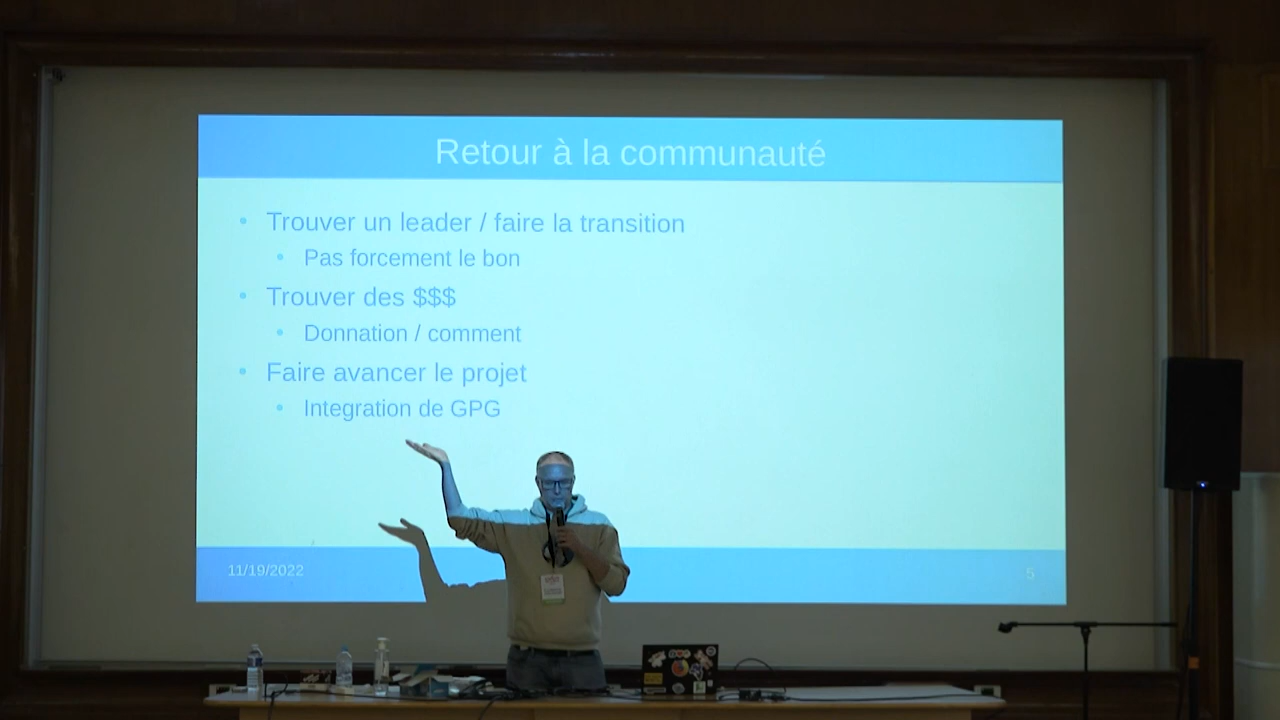 Retour à la communauté
• Trouver un leader / faire la transition
• Pas forcement le bon
• Trouver des $$$
• Donnation / comment
• Faire avancer le projet
• Integration de GPG
11/19/2022
5